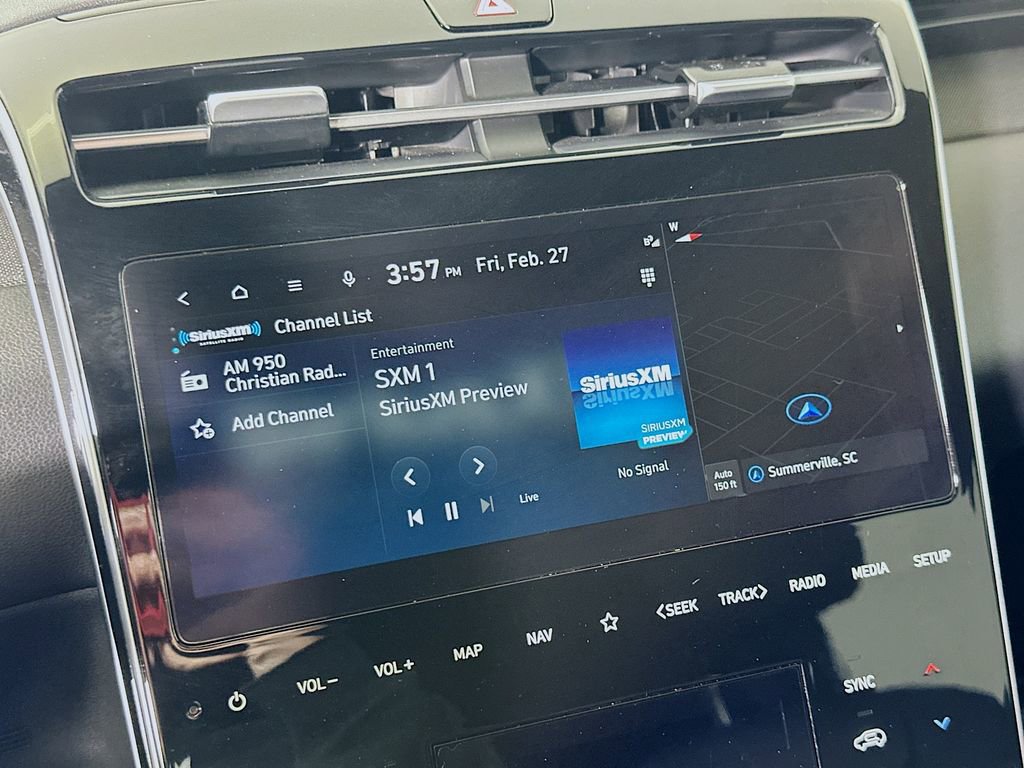 3:57 PM Fri, Feb. 27
W
SiriusXM
SATELLITE RADIO
Channel List
AM 950
Christian Rad...
Add Channel
Entertainment
SXM 1
SiriusXM Preview
SiriusXM
SIRIUSXM
PREVIEW
No Signal
Live
Auto
150 ft
Summerville, SC
VOL−
VOL+
MAP
NAV
<SEEK
TRACK>
RADIO
MEDIA
SETUP
SYNC